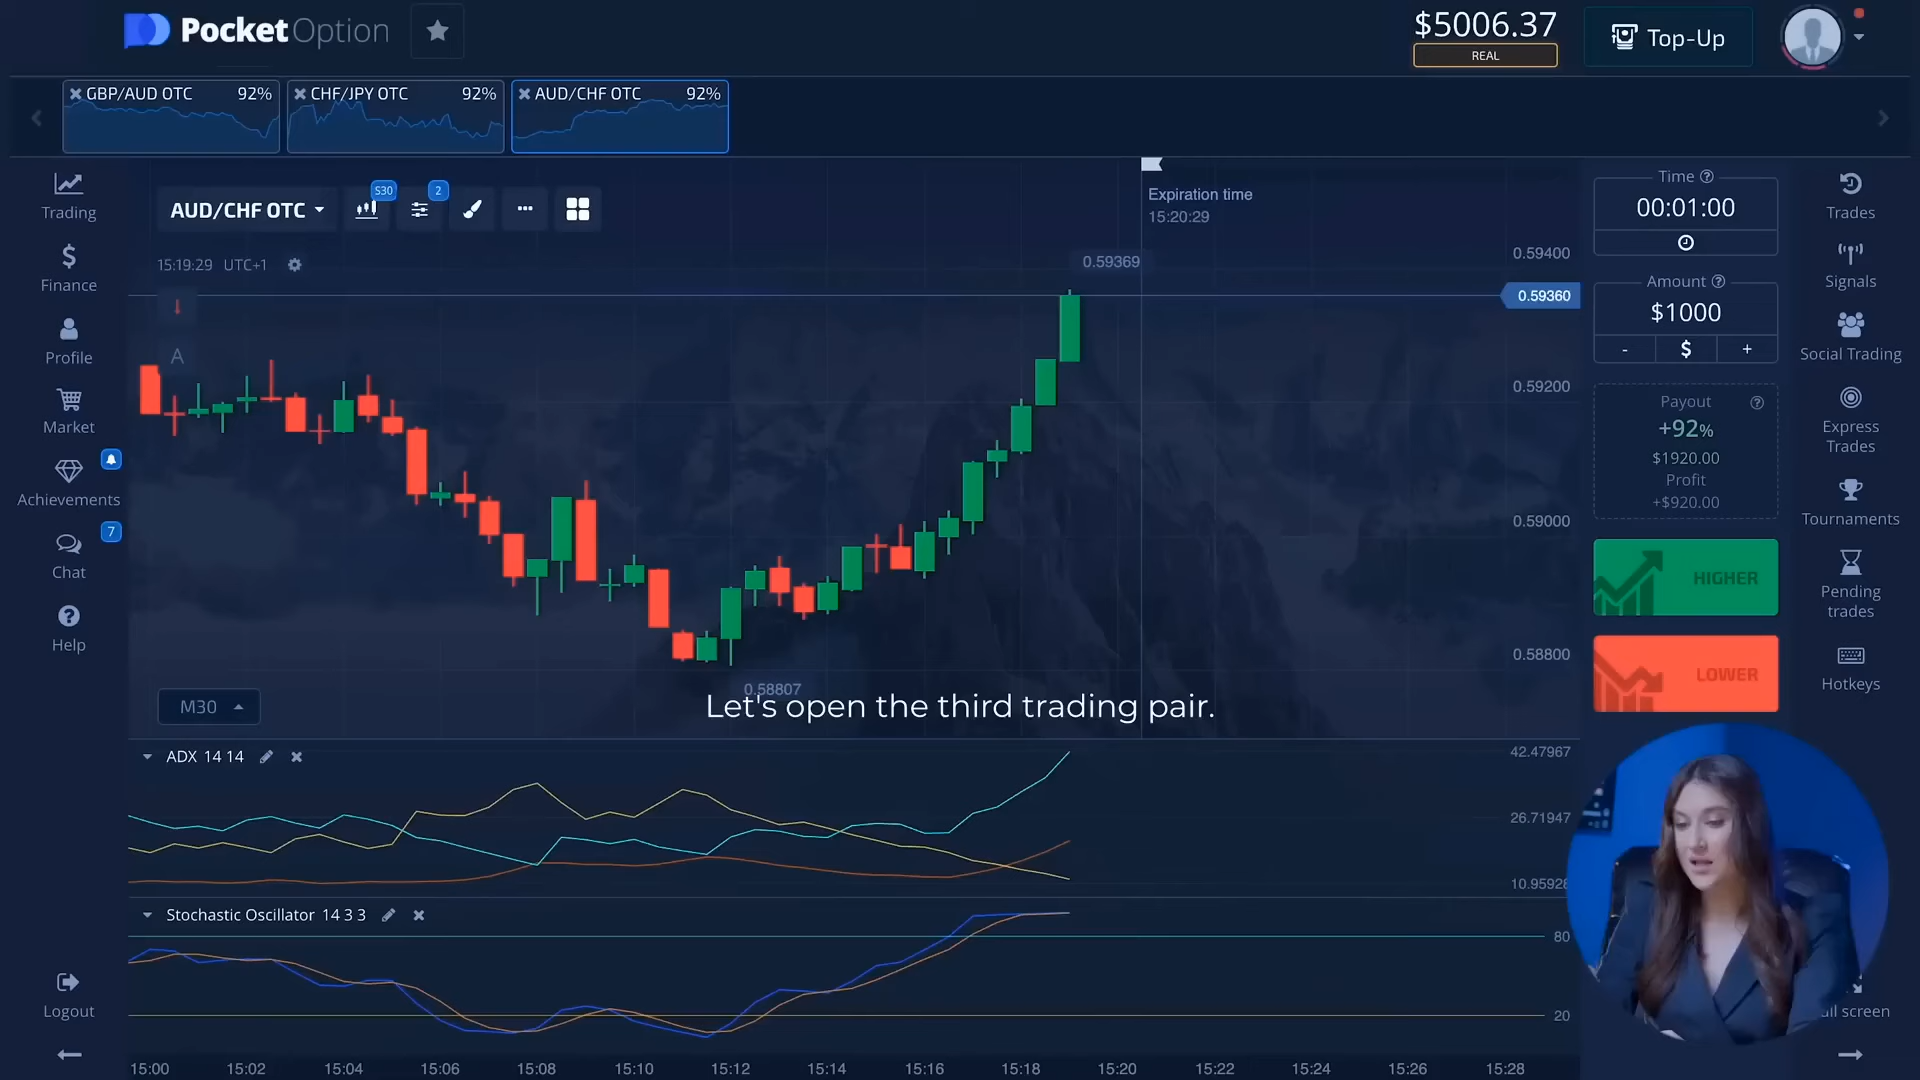 PocketOption
$5006.37
REAL
Top-Up
GBP/AUD OTC 92%
CHF/JPY OTC 92%
AUD/CHF OTC 92%
Trading
Finance
Profile
Market
Achievements
7
Chat
Help
Logout
AUD/CHF OTC
S30
2
15:19:29 UTC+1
A
Expiration time
15:20:29
0.59369
0.59400
0.59360
0.59200
0.59000
0.58800
0.58807
M30
Let's open the third trading pair.
ADX 14 14
42.47967
26.71947
10.95928
Stochastic Oscillator 14 3 3
80
20
15:00 15:02 15:04 15:06 15:08 15:10 15:12 15:14 15:16 15:18 15:20 15:22 15:24 15:26 15:28
Time
00:01:00
Amount
$1000
- $ +
Payout
+92%
$1920.00
Profit
+$920.00
HIGHER
LOWER
Trades
Signals
Social Trading
Express
Trades
Tournaments
Pending
trades
Hotkeys
screen